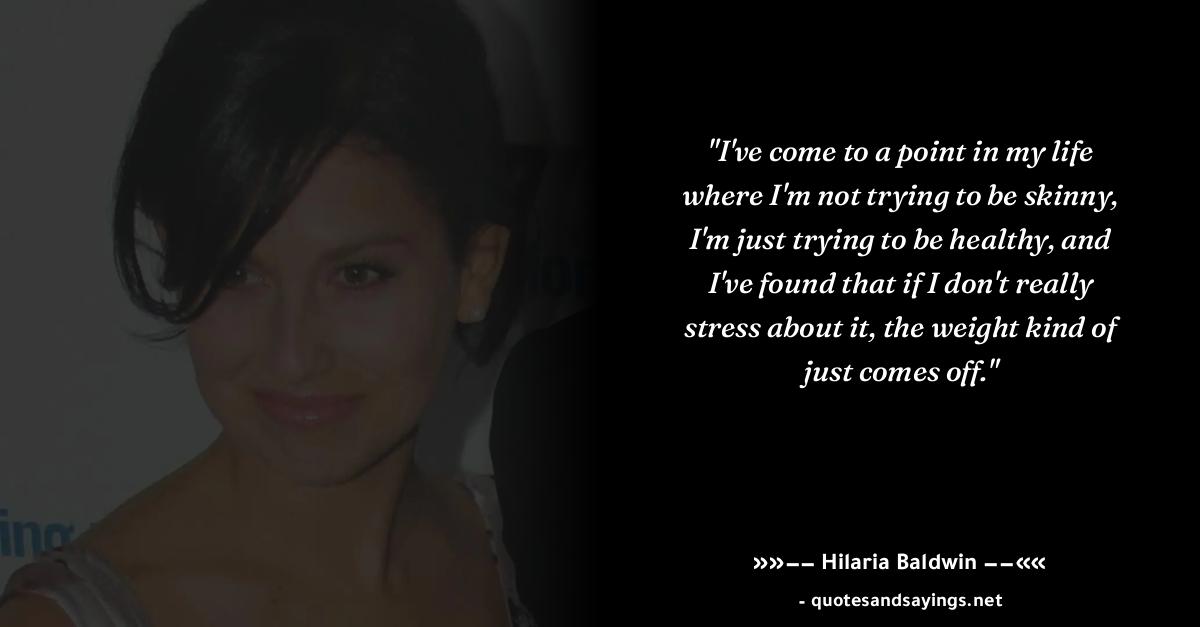 "I've come to a point in my life
where I'm not trying to be skinny,
I'm just trying to be healthy, and
I've found that if I don't really
stress about it, the weight kind of
just comes off."
»»–– Hilaria Baldwin ––««
- quotesandsayings.net
ing